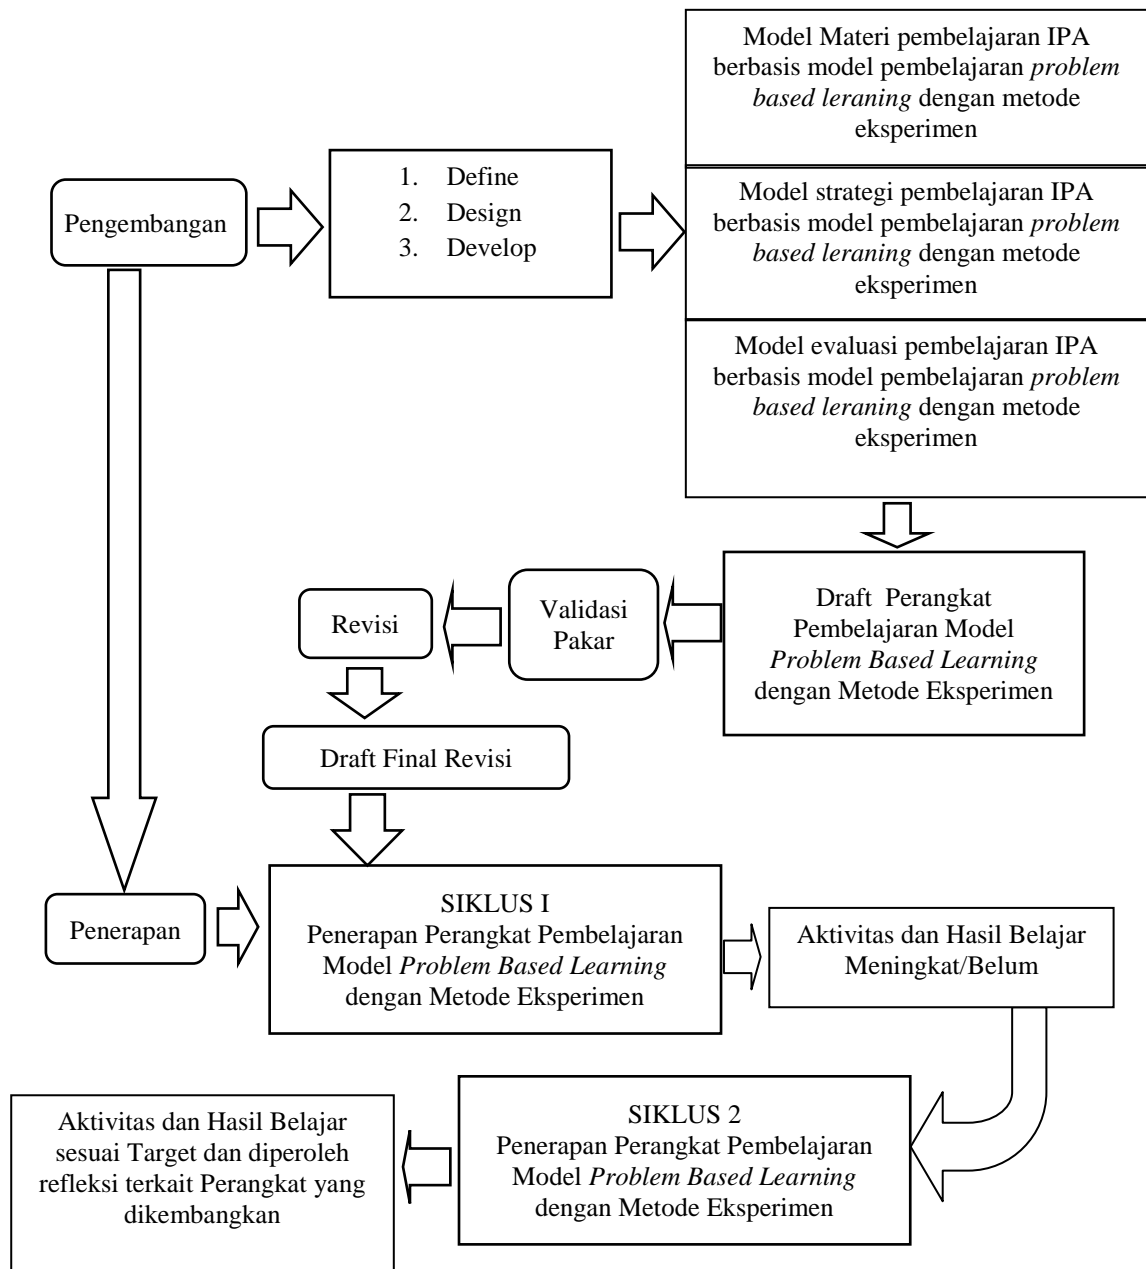 Model Materi pembelajaran IPA
berbasis model pembelajaran problem
based leraning dengan metode
eksperimen
Pengembangan
1. Define
2. Design
3. Develop
Model strategi pembelajaran IPA
berbasis model pembelajaran problem
based leraning dengan metode
eksperimen
Model evaluasi pembelajaran IPA
berbasis model pembelajaran problem
based leraning dengan metode
eksperimen
Draft Perangkat
Pembelajaran Model
Problem Based Learning
dengan Metode Eksperimen
Validasi
Pakar
Revisi
Draft Final Revisi
Penerapan
SIKLUS I
Penerapan Perangkat Pembelajaran
Model Problem Based Learning
dengan Metode Eksperimen
Aktivitas dan Hasil Belajar
Meningkat/Belum
SIKLUS 2
Penerapan Perangkat Pembelajaran
Model Problem Based Learning
dengan Metode Eksperimen
Aktivitas dan Hasil Belajar
sesuai Target dan diperoleh
refleksi terkait Perangkat yang
dikembangkan